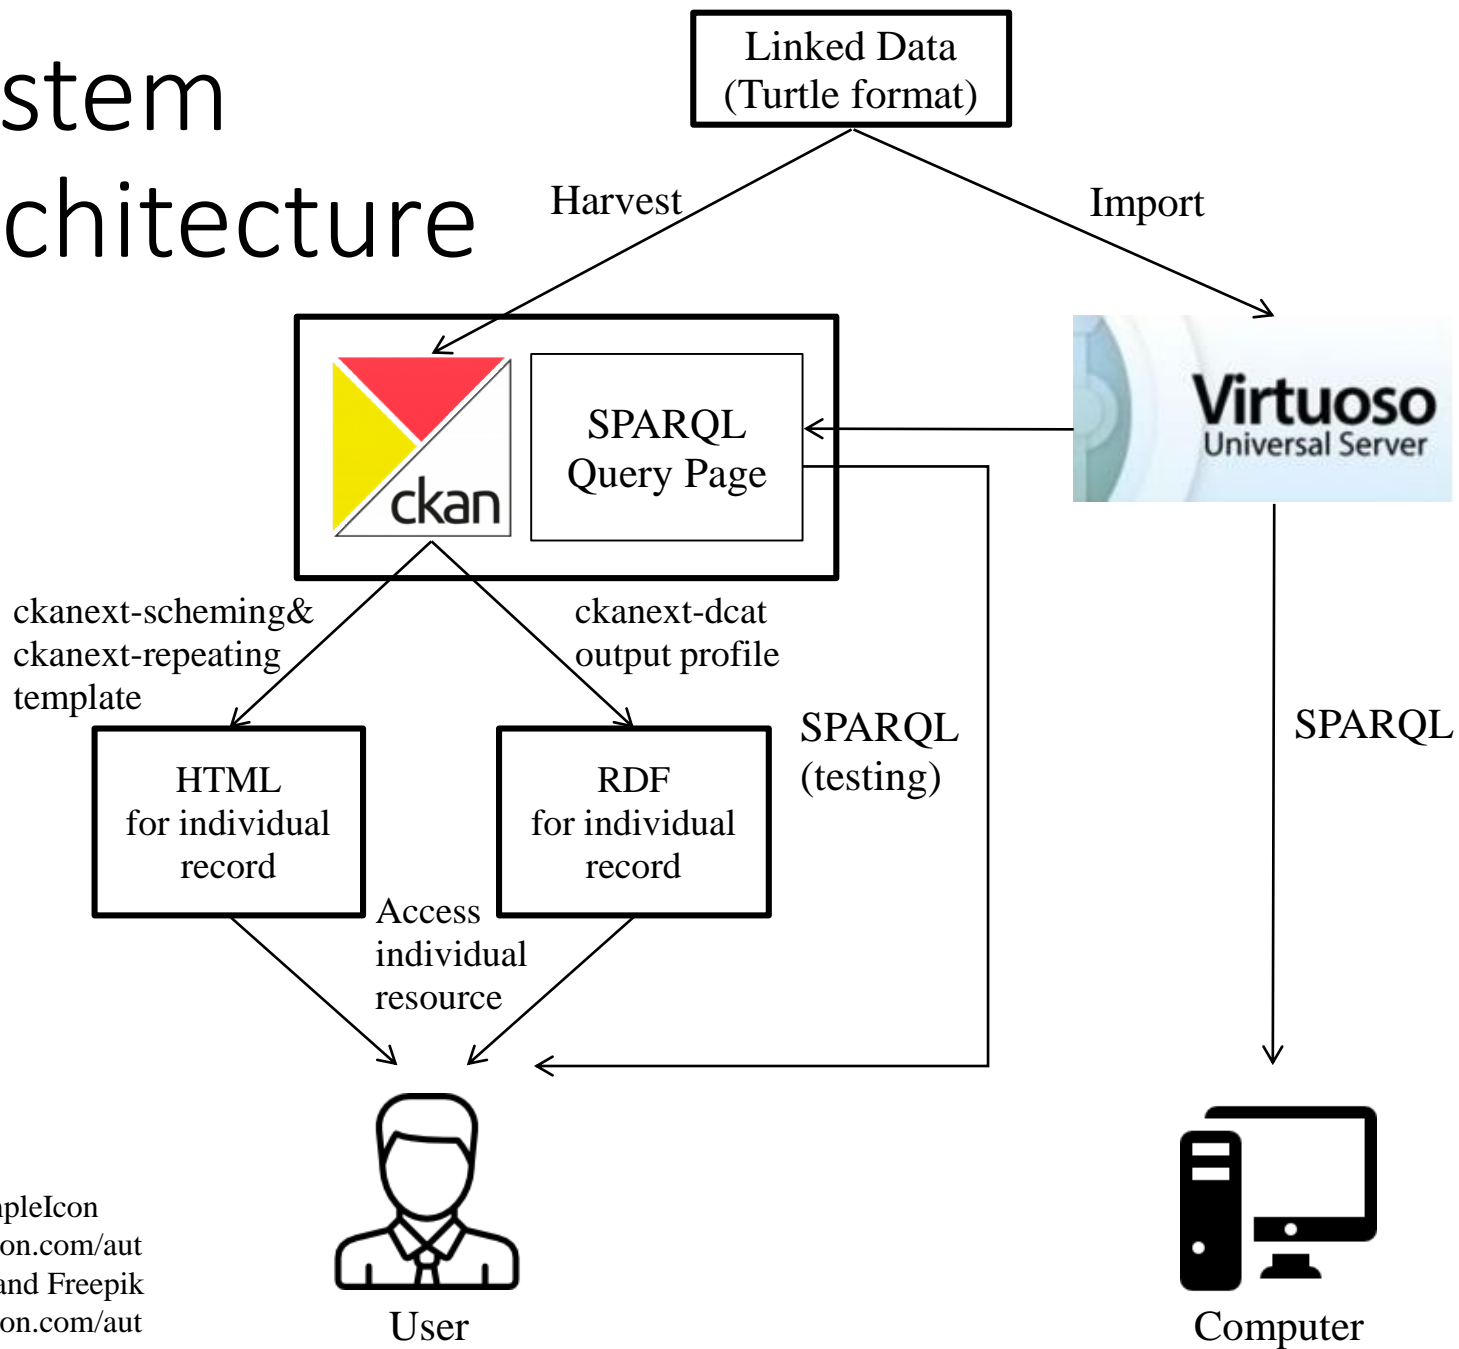 stem
chitecture
Linked Data
(Turtle format)
Harvest
Import
ckan
SPARQL
Query Page
Virtuoso
Universal Server
ckanext-scheming&
ckanext-repeating
template
ckanext-dcat
output profile
HTML
for individual
record
RDF
for individual
record
SPARQL
(testing)
SPARQL
Access
individual
resource
User
Computer
npleIcon
on.com/aut
and Freepik
on.com/aut